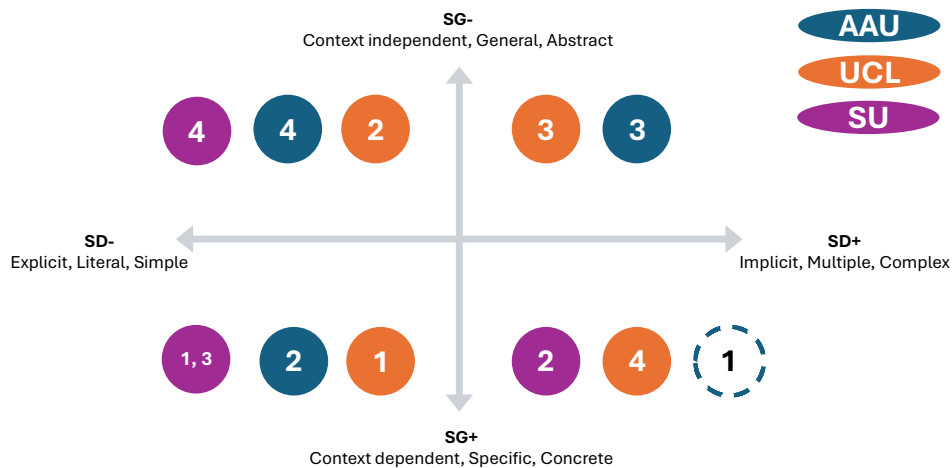 SG-
Context independent, General, Abstract
AAU
UCL
SU
4
4
2
3
3
SD-
Explicit, Literal, Simple
SD+
Implicit, Multiple, Complex
1, 3
2
1
2
4
1
SG+
Context dependent, Specific, Concrete